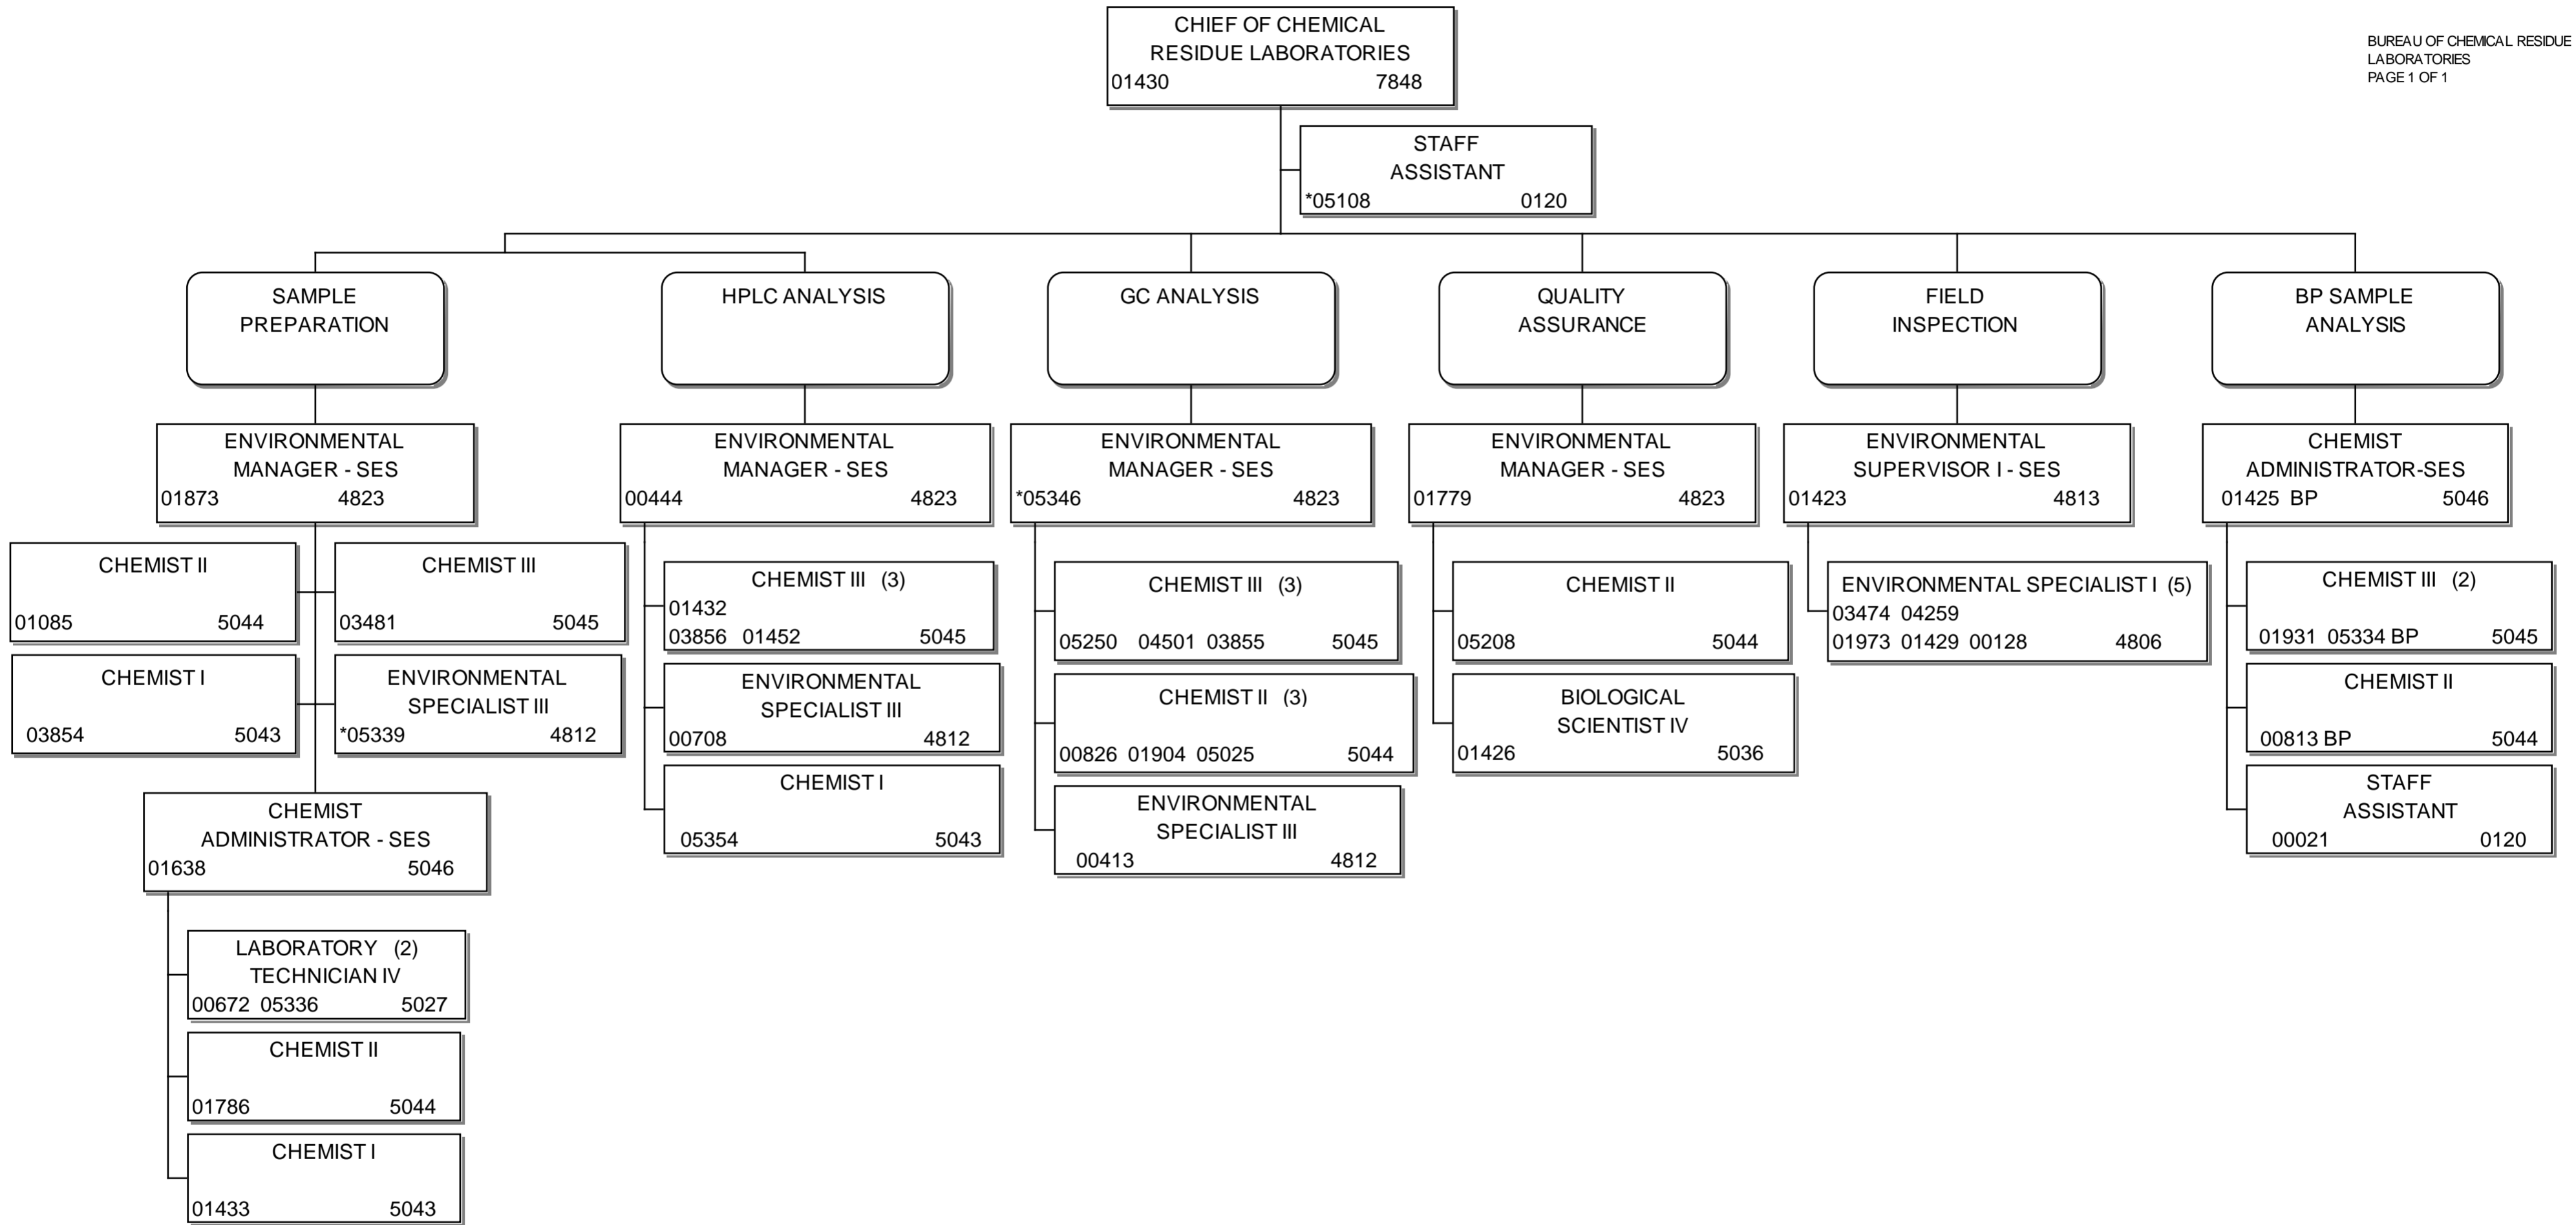 CHIEF OF CHEMICAL
RESIDUE LABORATORIES
01430 7848
BUREAU OF CHEMICAL RESIDUE
LABORATORIES
PAGE 1 OF 1
STAFF
ASSISTANT
*05108 0120
SAMPLE
PREPARATION
HPLC ANALYSIS
GC ANALYSIS
QUALITY
ASSURANCE
FIELD
INSPECTION
BP SAMPLE
ANALYSIS
ENVIRONMENTAL
MANAGER - SES
01873 4823
CHEMIST II
01085 5044
CHEMIST III
03481 5045
CHEMIST I
03854 5043
ENVIRONMENTAL
SPECIALIST III
*05339 4812
CHEMIST
ADMINISTRATOR - SES
01638 5046
LABORATORY (2)
TECHNICIAN IV
00672 05336 5027
CHEMIST II
01786 5044
CHEMIST I
01433 5043
ENVIRONMENTAL
MANAGER - SES
00444 4823
CHEMIST III (3)
01432
03856 01452 5045
ENVIRONMENTAL
SPECIALIST III
00708 4812
CHEMIST I
05354 5043
ENVIRONMENTAL
MANAGER - SES
*05346 4823
CHEMIST III (3)
05250 04501 03855 5045
CHEMIST II (3)
00826 01904 05025 5044
ENVIRONMENTAL
SPECIALIST III
00413 4812
ENVIRONMENTAL
MANAGER - SES
01779 4823
CHEMIST II
05208 5044
BIOLOGICAL
SCIENTIST IV
01426 5036
ENVIRONMENTAL
SUPERVISOR I - SES
01423 4813
ENVIRONMENTAL SPECIALIST I (5)
03474 04259
01973 01429 00128 4806
CHEMIST
ADMINISTRATOR-SES
01425 BP 5046
CHEMIST III (2)
01931 05334 BP 5045
CHEMIST II
00813 BP 5044
STAFF
ASSISTANT
00021 0120